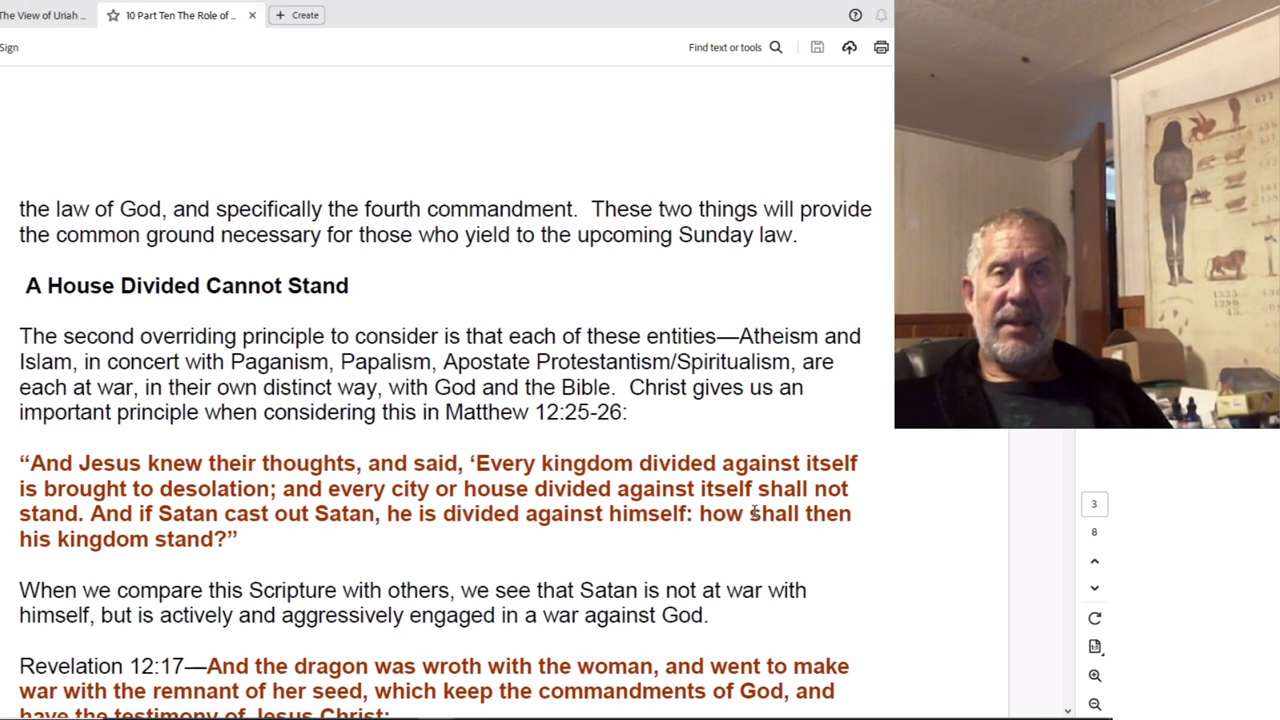 The View of Uriah ...
10 Part Ten The Role of ...
Create
Sign
Find text or tools
the law of God, and specifically the fourth commandment.  These two things will provide
the common ground necessary for those who yield to the upcoming Sunday law.
A House Divided Cannot Stand
The second overriding principle to consider is that each of these entities—Atheism and
Islam, in concert with Paganism, Papalism, Apostate Protestantism/Spiritualism, are
each at war, in their own distinct way, with God and the Bible.  Christ gives us an
important principle when considering this in Matthew 12:25-26:
“And Jesus knew their thoughts, and said, ‘Every kingdom divided against itself
is brought to desolation; and every city or house divided against itself shall not
stand. And if Satan cast out Satan, he is divided against himself: how shall then
his kingdom stand?”
When we compare this Scripture with others, we see that Satan is not at war with
himself, but is actively and aggressively engaged in a war against God.
Revelation 12:17—And the dragon was wroth with the woman, and went to make
war with the remnant of her seed, which keep the commandments of God, and
have the testimony of Jesus Christ:
3
8
677
1335
1290